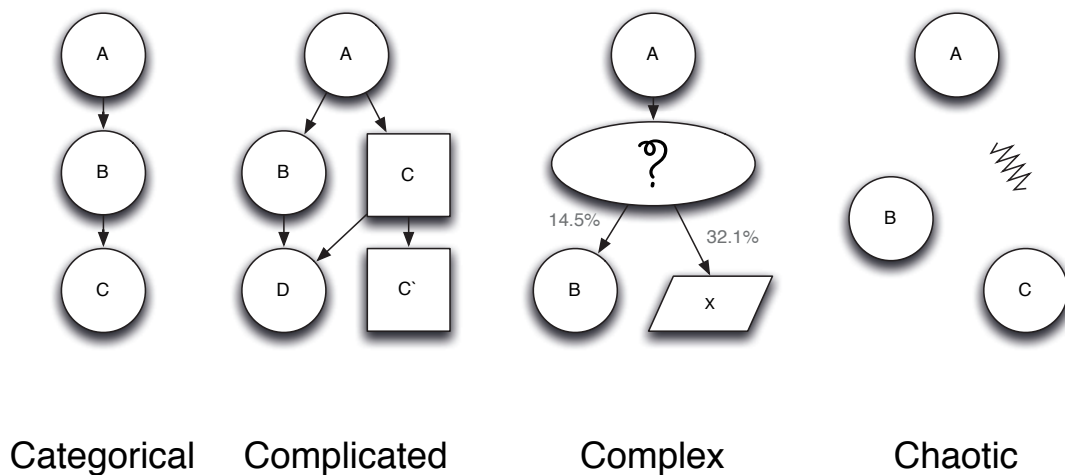 A
B
C
Categorical
A
B
C
D
C`
Complicated
A
?
14.5%
32.1%
B
X
Complex
A
B
C
Chaotic